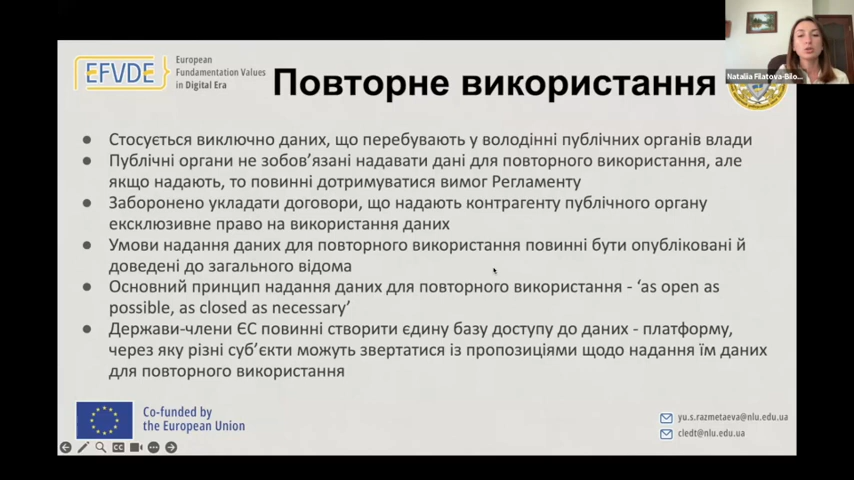 EFVDE
European
Fundamentation Values
in Digital Era
Повторне використання
Nataliia Filatova-Bilo...
● Стосується виключно даних, що перебувають у володінні публічних органів влади
● Публічні органи не зобов’язані надавати дані для повторного використання, але
якщо надають, то повинні дотримуватися вимог Регламенту
● Заборонено укладати договори, що надають контрагенту публічного органу
ексклюзивне право на використання даних
● Умови надання даних для повторного використання повинні бути опубліковані й
доведені до загального відома
● Основний принцип надання даних для повторного використання - ‘as open as
possible, as closed as necessary’
● Держави-члени ЄС повинні створити єдину базу доступу до даних - платформу,
через яку різні суб’єкти можуть звертатися із пропозиціями щодо надання їм даних
для повторного використання
Co-funded by
the European Union
yu.s.razmetaeva@nlu.edu.ua
cledt@nlu.edu.ua
CC